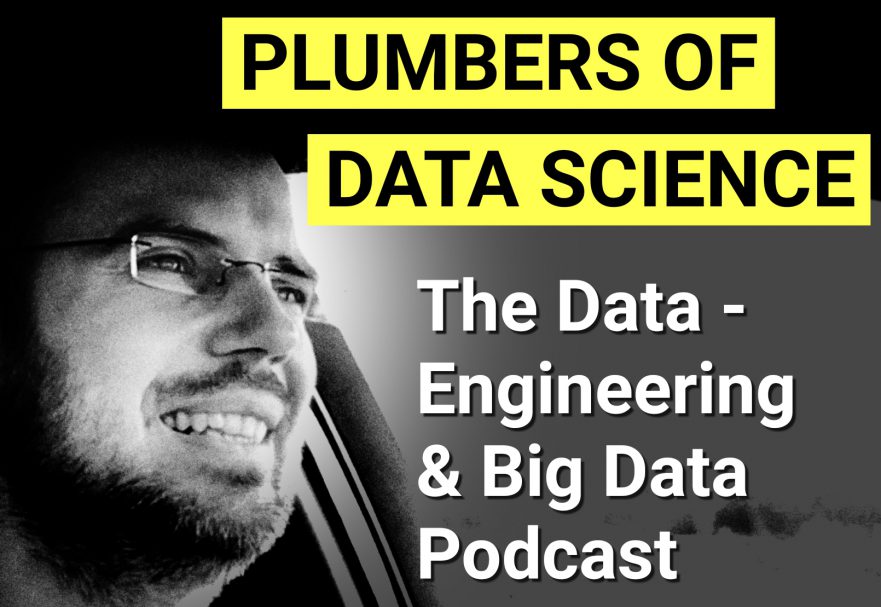 PLUMBERS OF
DATA SCIENCE
The Data -
Engineering
& Big Data
Podcast